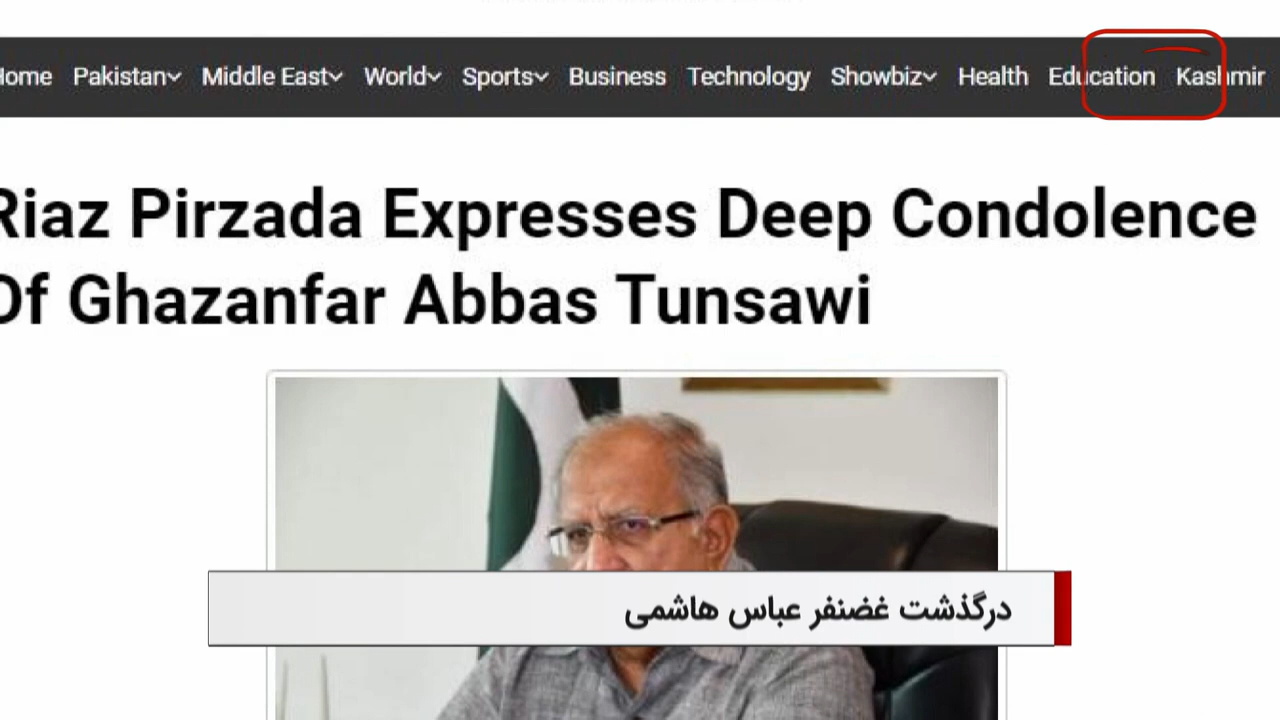 Home Pakistan Middle East World Sports Business Technology Showbiz Health Education Kashmir
Riaz Pirzada Expresses Deep Condolence
Of Ghazanfar Abbas Tunsawi
درگذشت غضنفر عباس هاشمی